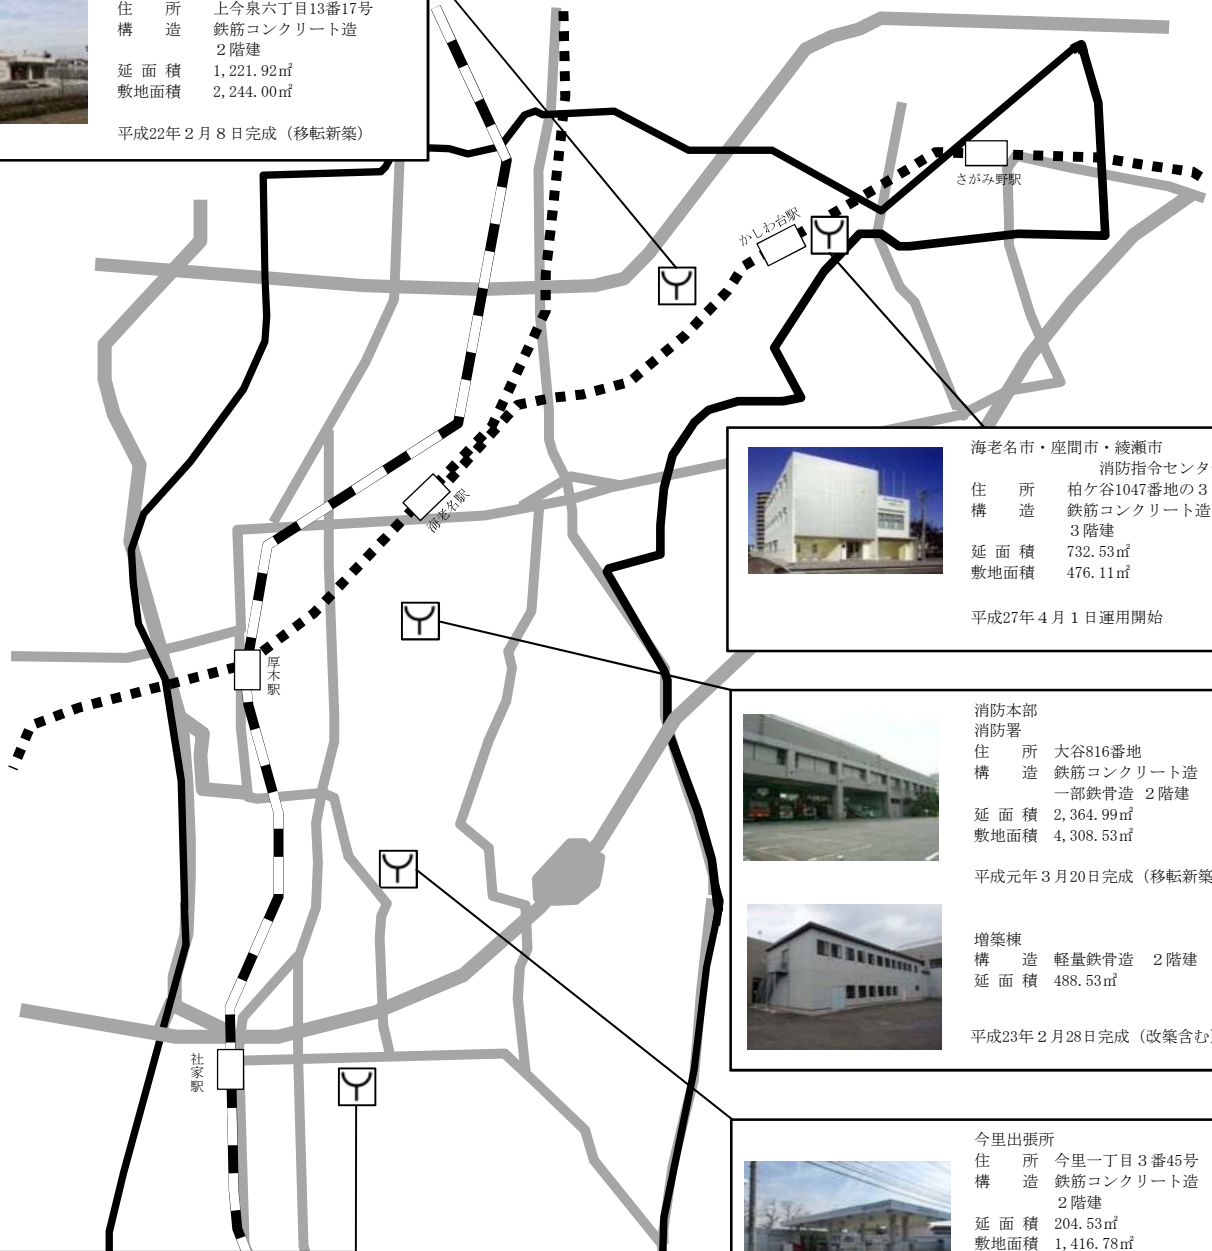 住　所　上今泉六丁目13番17号
構　造　鉄筋コンクリート造
２階建
延 面 積　1,221.92㎡
敷地面積　2,244.00㎡
平成22年２月８日完成（移転新築）
さがみ野駅
かしわ台駅
海老名駅
厚木駅
社家駅
海老名市・座間市・綾瀬市
消防指令センタ
住　所　柏ケ谷1047番地の３
構　造　鉄筋コンクリート造
３階建
延 面 積　732.53㎡
敷地面積　476.11㎡
平成27年４月１日運用開始
消防本部
消防署
住　所　大谷816番地
構　造　鉄筋コンクリート造
一部鉄骨造 ２階建
延 面 積　2,364.99㎡
敷地面積　4,308.53㎡
平成元年３月20日完成（移転新築
増築棟
構　造　軽量鉄骨造　２階建
延 面 積　488.53㎡
平成23年２月28日完成（改築含む）
今里出張所
住　所　今里一丁目３番45号
構　造　鉄筋コンクリート造
２階建
延 面 積　204.53㎡
敷地面積　1,416.78㎡